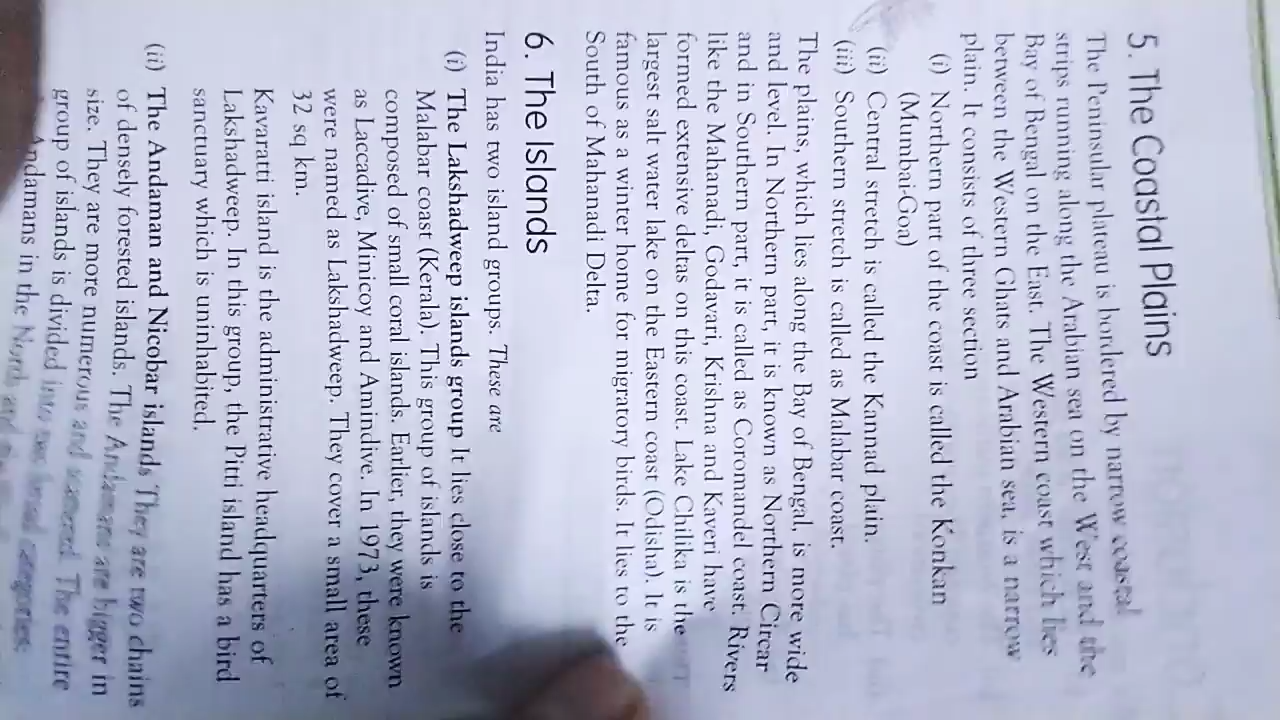 5. The Coastal Plains
The Peninsular plateau is bordered by narrow coastal
strips running along the Arabian sea on the West and the
Bay of Bengal on the East. The Western coast which lies
between the Western Ghats and Arabian sea, is a narrow
plain. It consists of three section
(i) Northern part of the coast is called the Konkan
(Mumbai-Goa)
(ii) Central stretch is called the Kannad plain.
(iii) Southern stretch is called as Malabar coast.
The plains, which lies along the Bay of Bengal, is more wide
and level. In Northern part, it is known as Northern Circar
and in Southern part, it is called as Coromandel coast. Rivers
like the Mahanadi, Godavari, Krishna and Kaveri have
formed extensive deltas on this coast. Lake Chilika is the
largest salt water lake on the Eastern coast (Odisha). It is
famous as a winter home for migratory birds. It lies to the
South of Mahanadi Delta.
6. The Islands
India has two island groups. These are
(i) The Lakshadweep islands group It lies close to the
Malabar coast (Kerala). This group of islands is
composed of small coral islands. Earlier, they were known
as Laccadive, Minicoy and Amindive. In 1973, these
were named as Lakshadweep. They cover a small area of
32 sq km.
Kavaratti island is the administrative headquarters of
Lakshadweep. In this group, the Pitti island has a bird
sanctuary which is uninhabited.
(ii) The Andaman and Nicobar islands They are two chains
of densely forested islands. The Andamans are bigger in
size. They are more numerous and scattered. The entire
group of islands is divided into two broad categories.
Andamans in the North and